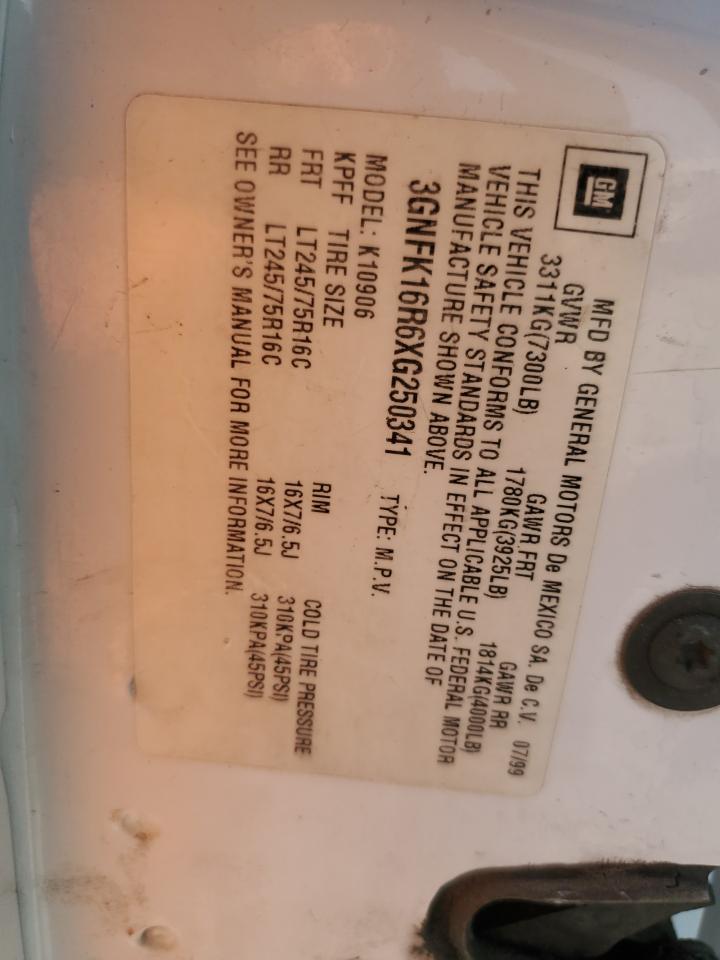 GM
MFD BY GENERAL MOTORS De MEXICO SA. De C.V. 07/99
GVWR GAWR FRT GAWR RR
3311KG(7300LB) 1780KG(3925LB) 1814KG(4000LB)
THIS VEHICLE CONFORMS TO ALL APPLICABLE U.S. FEDERAL MOTOR
VEHICLE SAFETY STANDARDS IN EFFECT ON THE DATE OF
MANUFACTURE SHOWN ABOVE.
3GNFK16R6XG250341 TYPE: M.P.V.
MODEL: K10906
KPFF TIRE SIZE RIM COLD TIRE PRESSURE
FRT LT245/75R16C 16X7/6.5J 310KPA(45PSI)
RR LT245/75R16C 16X7/6.5J 310KPA(45PSI)
SEE OWNER'S MANUAL FOR MORE INFORMATION.